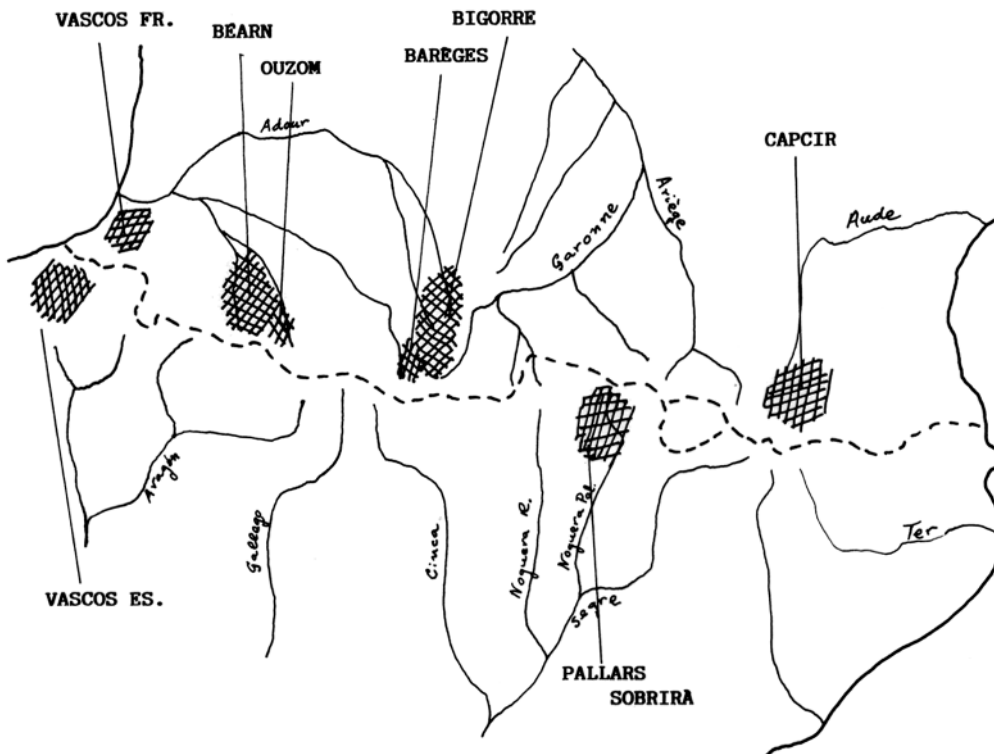 VASCOS FR.
BÉARN
BIGORRE
OUZOM
BARÈGES
Adour
CAPCIR
Ariège
Garonne
Aude
Aragón
Gallego
Cinca
Noguera R.
Noguera Pal.
Segre
Ter
VASCOS ES.
PALLARS
SOBRIRA